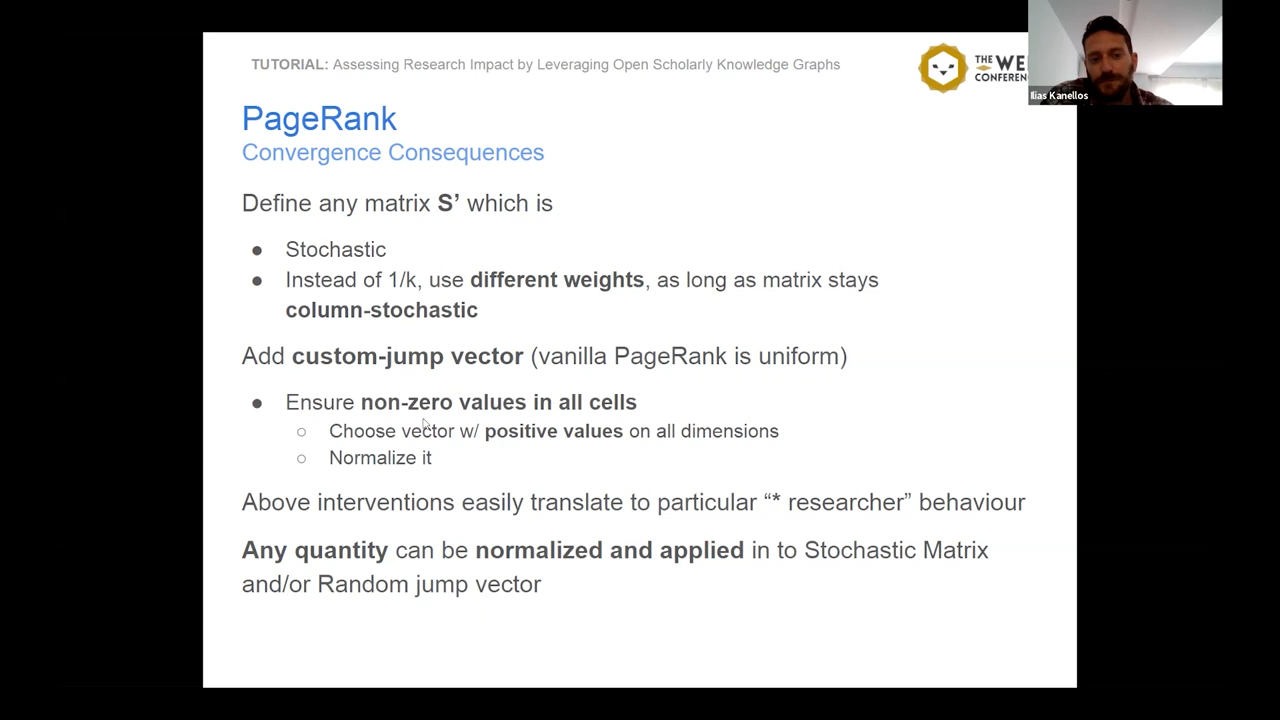 TUTORIAL: Assessing Research Impact by Leveraging Open Scholarly Knowledge Graphs
THE WE
CONFEREN
Ilias Kanellos
PageRank
Convergence Consequences
Define any matrix S’ which is
● Stochastic
● Instead of 1/k, use different weights, as long as matrix stays
column-stochastic
Add custom-jump vector (vanilla PageRank is uniform)
● Ensure non-zero values in all cells
○ Choose vector w/ positive values on all dimensions
○ Normalize it
Above interventions easily translate to particular “* researcher” behaviour
Any quantity can be normalized and applied in to Stochastic Matrix
and/or Random jump vector